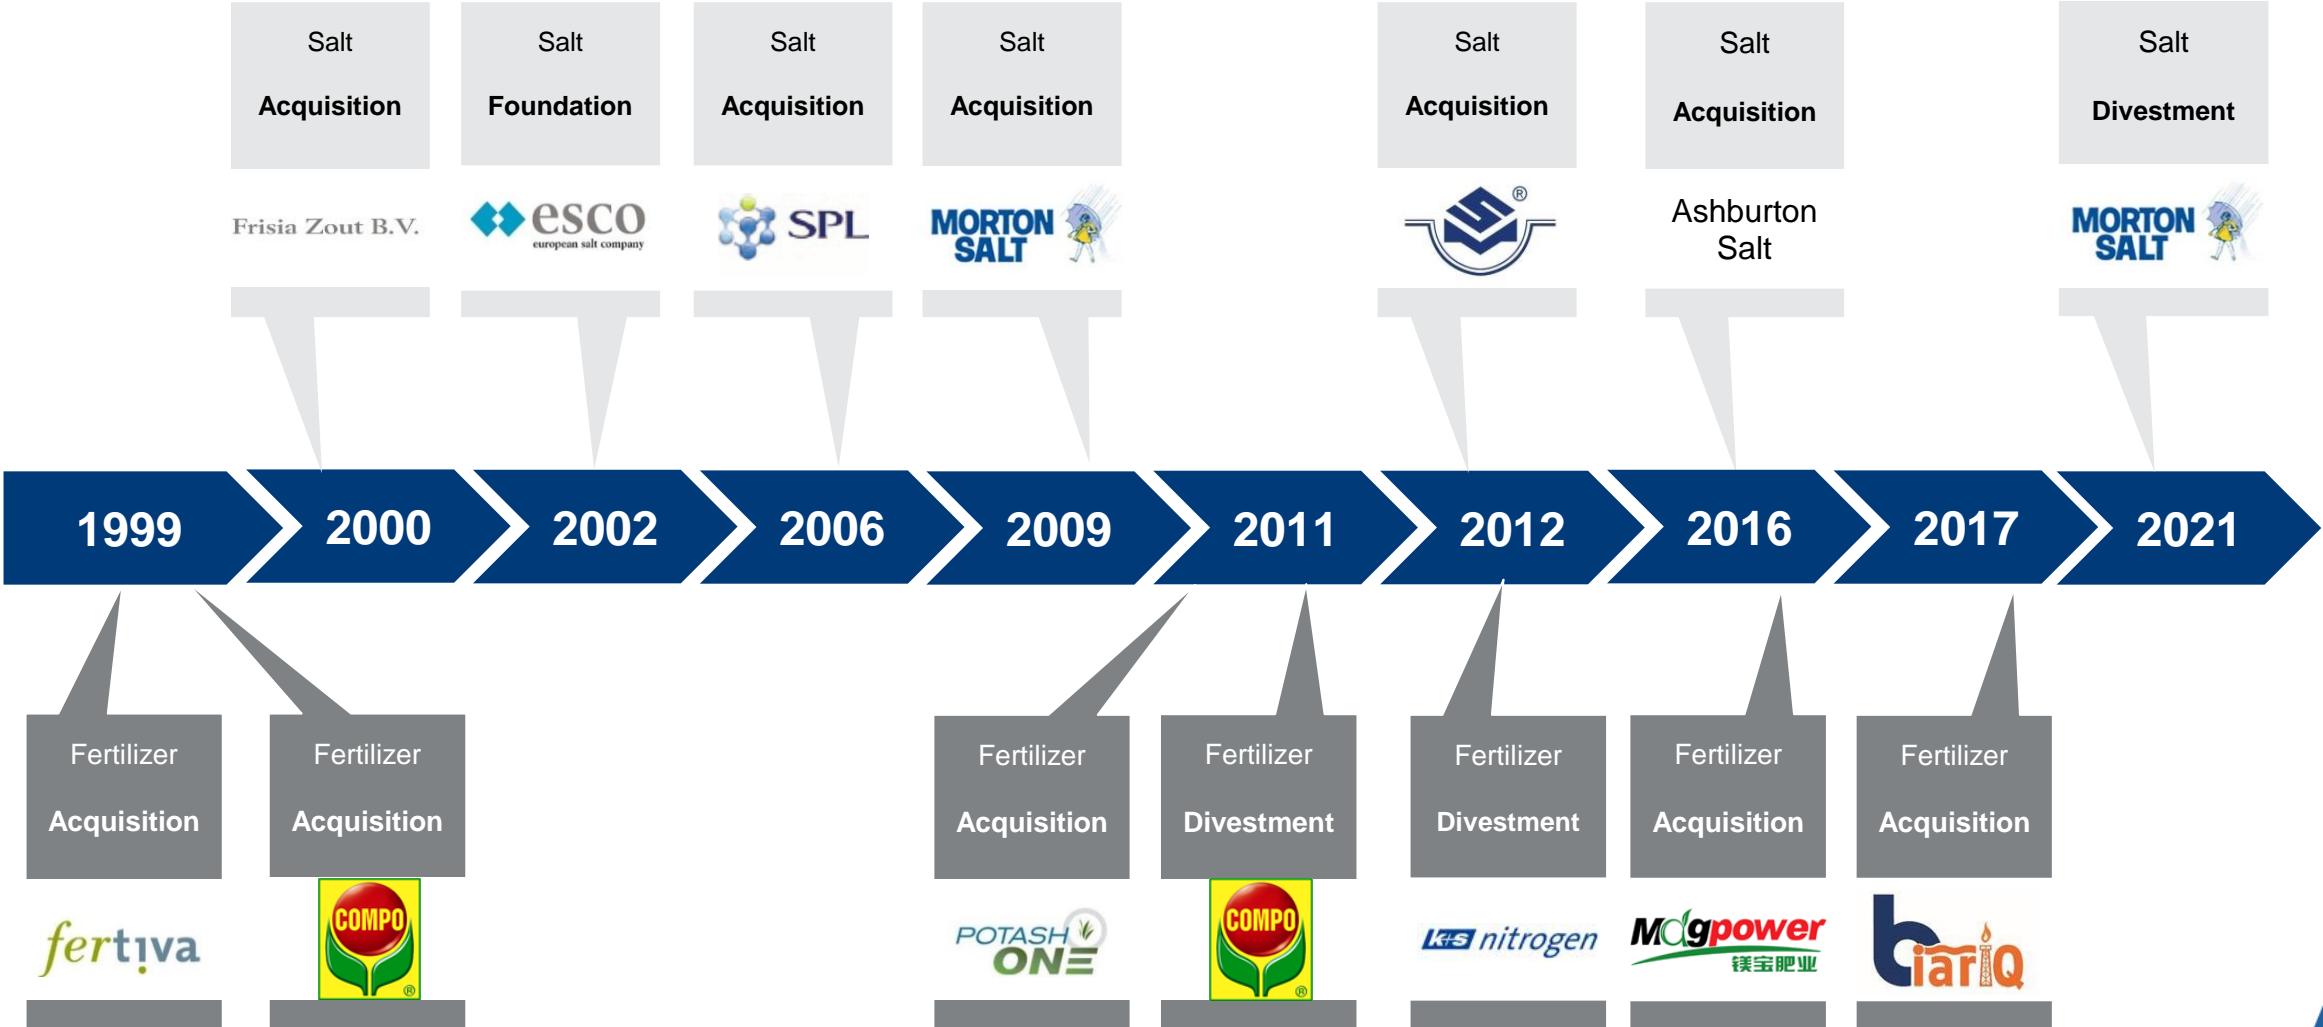 Salt
Acquisition
Frisia Zout B.V.
Salt
Foundation
esco
european salt company
Salt
Acquisition
SPL
Salt
Acquisition
MORTON
SALT
Salt
Acquisition
®
Salt
Acquisition
Ashburton
Salt
Salt
Divestment
MORTON
SALT
1999
2000
2002
2006
2009
2011
2012
2016
2017
2021
Fertilizer
Acquisition
fertiva
Fertilizer
Acquisition
COMPO
®
Fertilizer
Acquisition
POTASH
ONE
Fertilizer
Divestment
COMPO
®
Fertilizer
Divestment
K+S nitrogen
Fertilizer
Acquisition
Magpower
镁宝肥业
Fertilizer
Acquisition
ciariQ